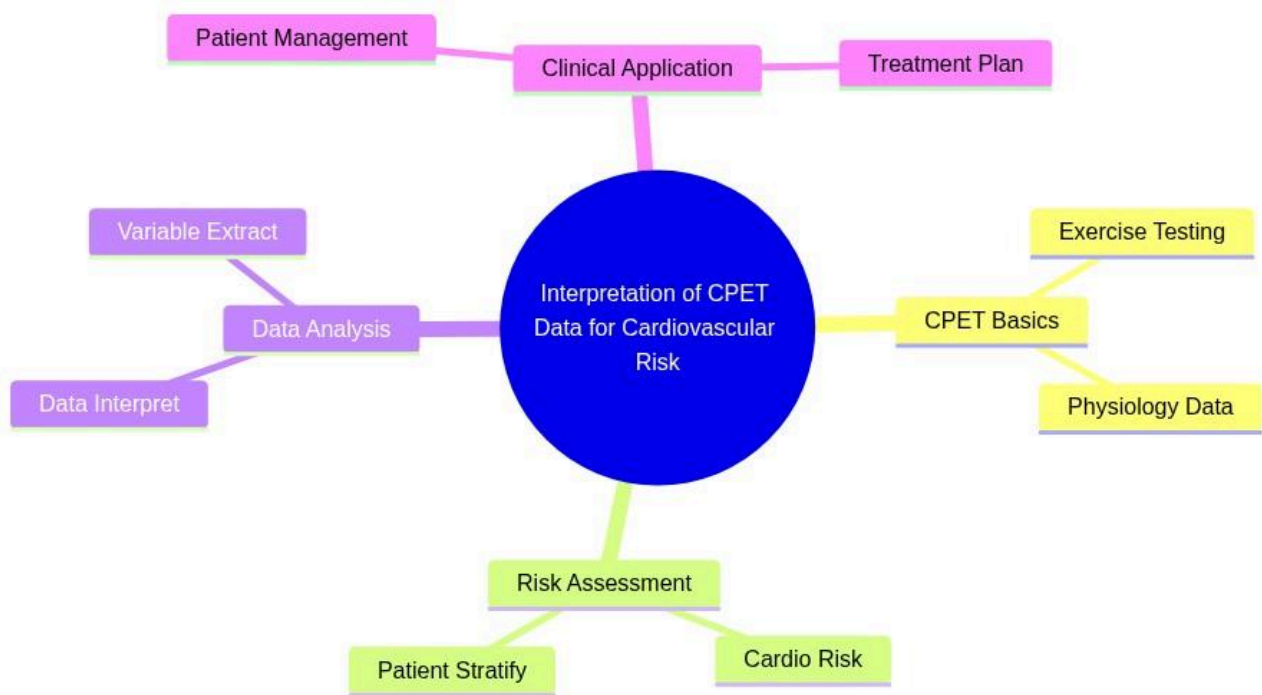 Patient Management
Clinical Application
Treatment Plan
Variable Extract
Exercise Testing
Interpretation of CPET
Data for Cardiovascular
Risk
Data Analysis
CPET Basics
Data Interpret
Physiology Data
Risk Assessment
Patient Stratify
Cardio Risk